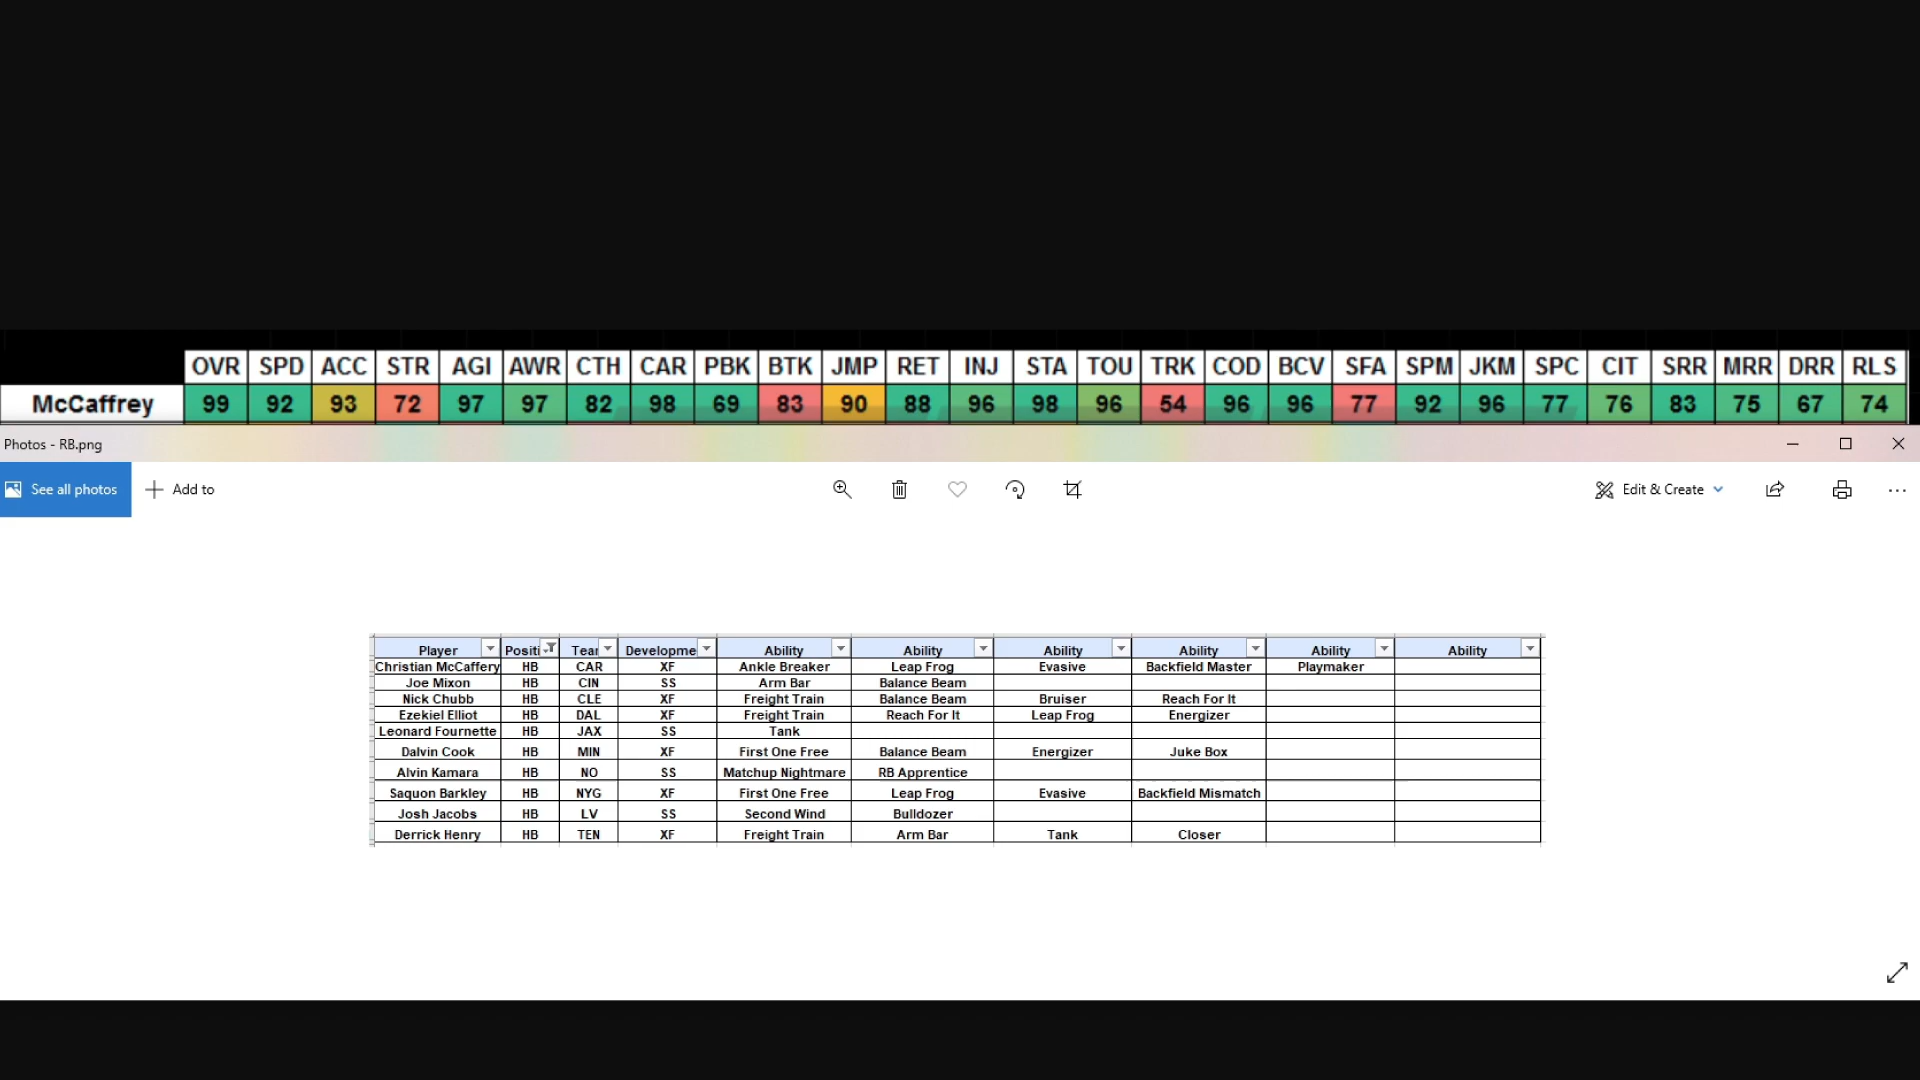 OVR SPD ACC STR AGI AWR CTH CAR PBK BTK JMP RET INJ STA TOU TRK COD BCV SFA SPM JKM SPC CIT SRR MRR DRR RLS
McCaffrey 99 92 93 72 97 97 82 98 69 83 90 88 96 98 96 54 96 96 77 92 96 77 76 83 75 67 74
Photos - RB.png
See all photos Add to Edit & Create
Player Positi Tear Developme Ability Ability Ability Ability Ability Ability
Christian McCaffery HB CAR XF Ankle Breaker Leap Frog Evasive Backfield Master Playmaker
Joe Mixon HB CIN SS Arm Bar Balance Beam
Nick Chubb HB CLE XF Freight Train Balance Beam Bruiser Reach For It
Ezekiel Elliot HB DAL XF Freight Train Reach For It Leap Frog Energizer
Leonard Fournette HB JAX SS Tank
Dalvin Cook HB MIN XF First One Free Balance Beam Energizer Juke Box
Alvin Kamara HB NO SS Matchup Nightmare RB Apprentice
Saquon Barkley HB NYG XF First One Free Leap Frog Evasive Backfield Mismatch
Josh Jacobs HB LV SS Second Wind Bulldozer
Derrick Henry HB TEN XF Freight Train Arm Bar Tank Closer